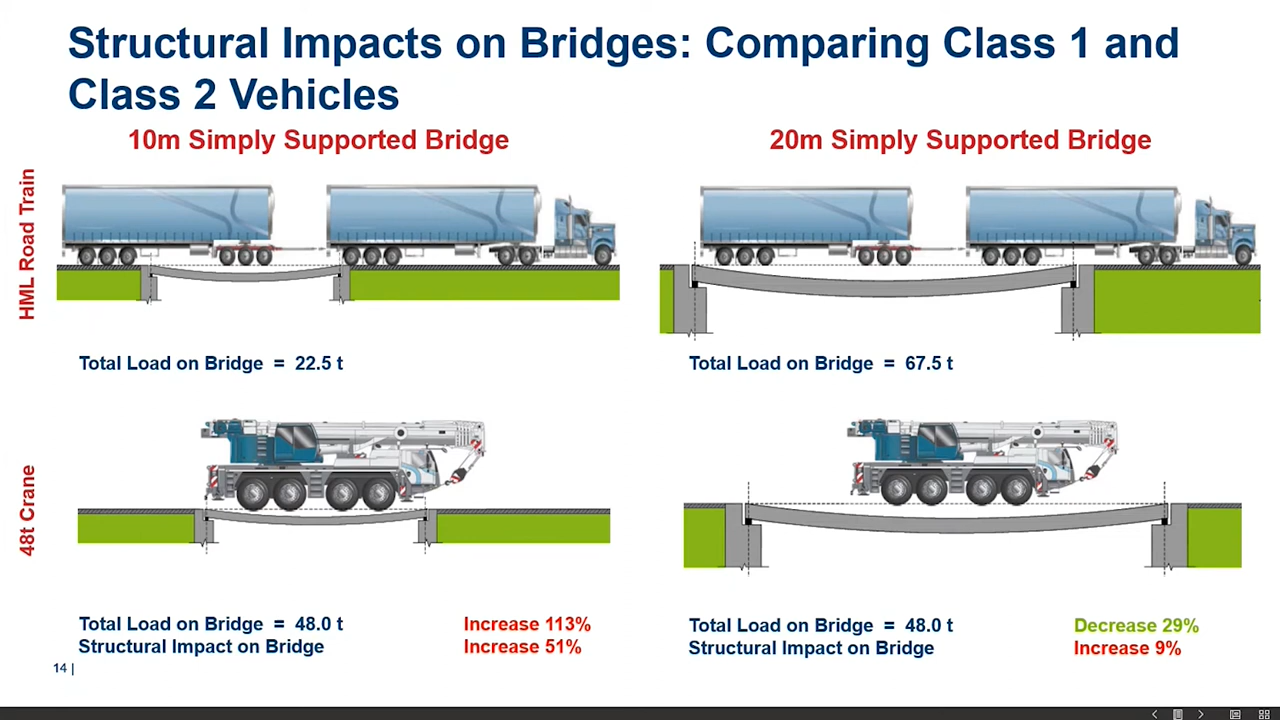 Structural Impacts on Bridges: Comparing Class 1 and
Class 2 Vehicles
10m Simply Supported Bridge
20m Simply Supported Bridge
HML Road Train
Total Load on Bridge = 22.5 t
Total Load on Bridge = 67.5 t
48t Crane
Total Load on Bridge = 48.0 t
Increase 113%
Structural Impact on Bridge
Increase 51%
Total Load on Bridge = 48.0 t
Decrease 29%
Structural Impact on Bridge
Increase 9%
14 |